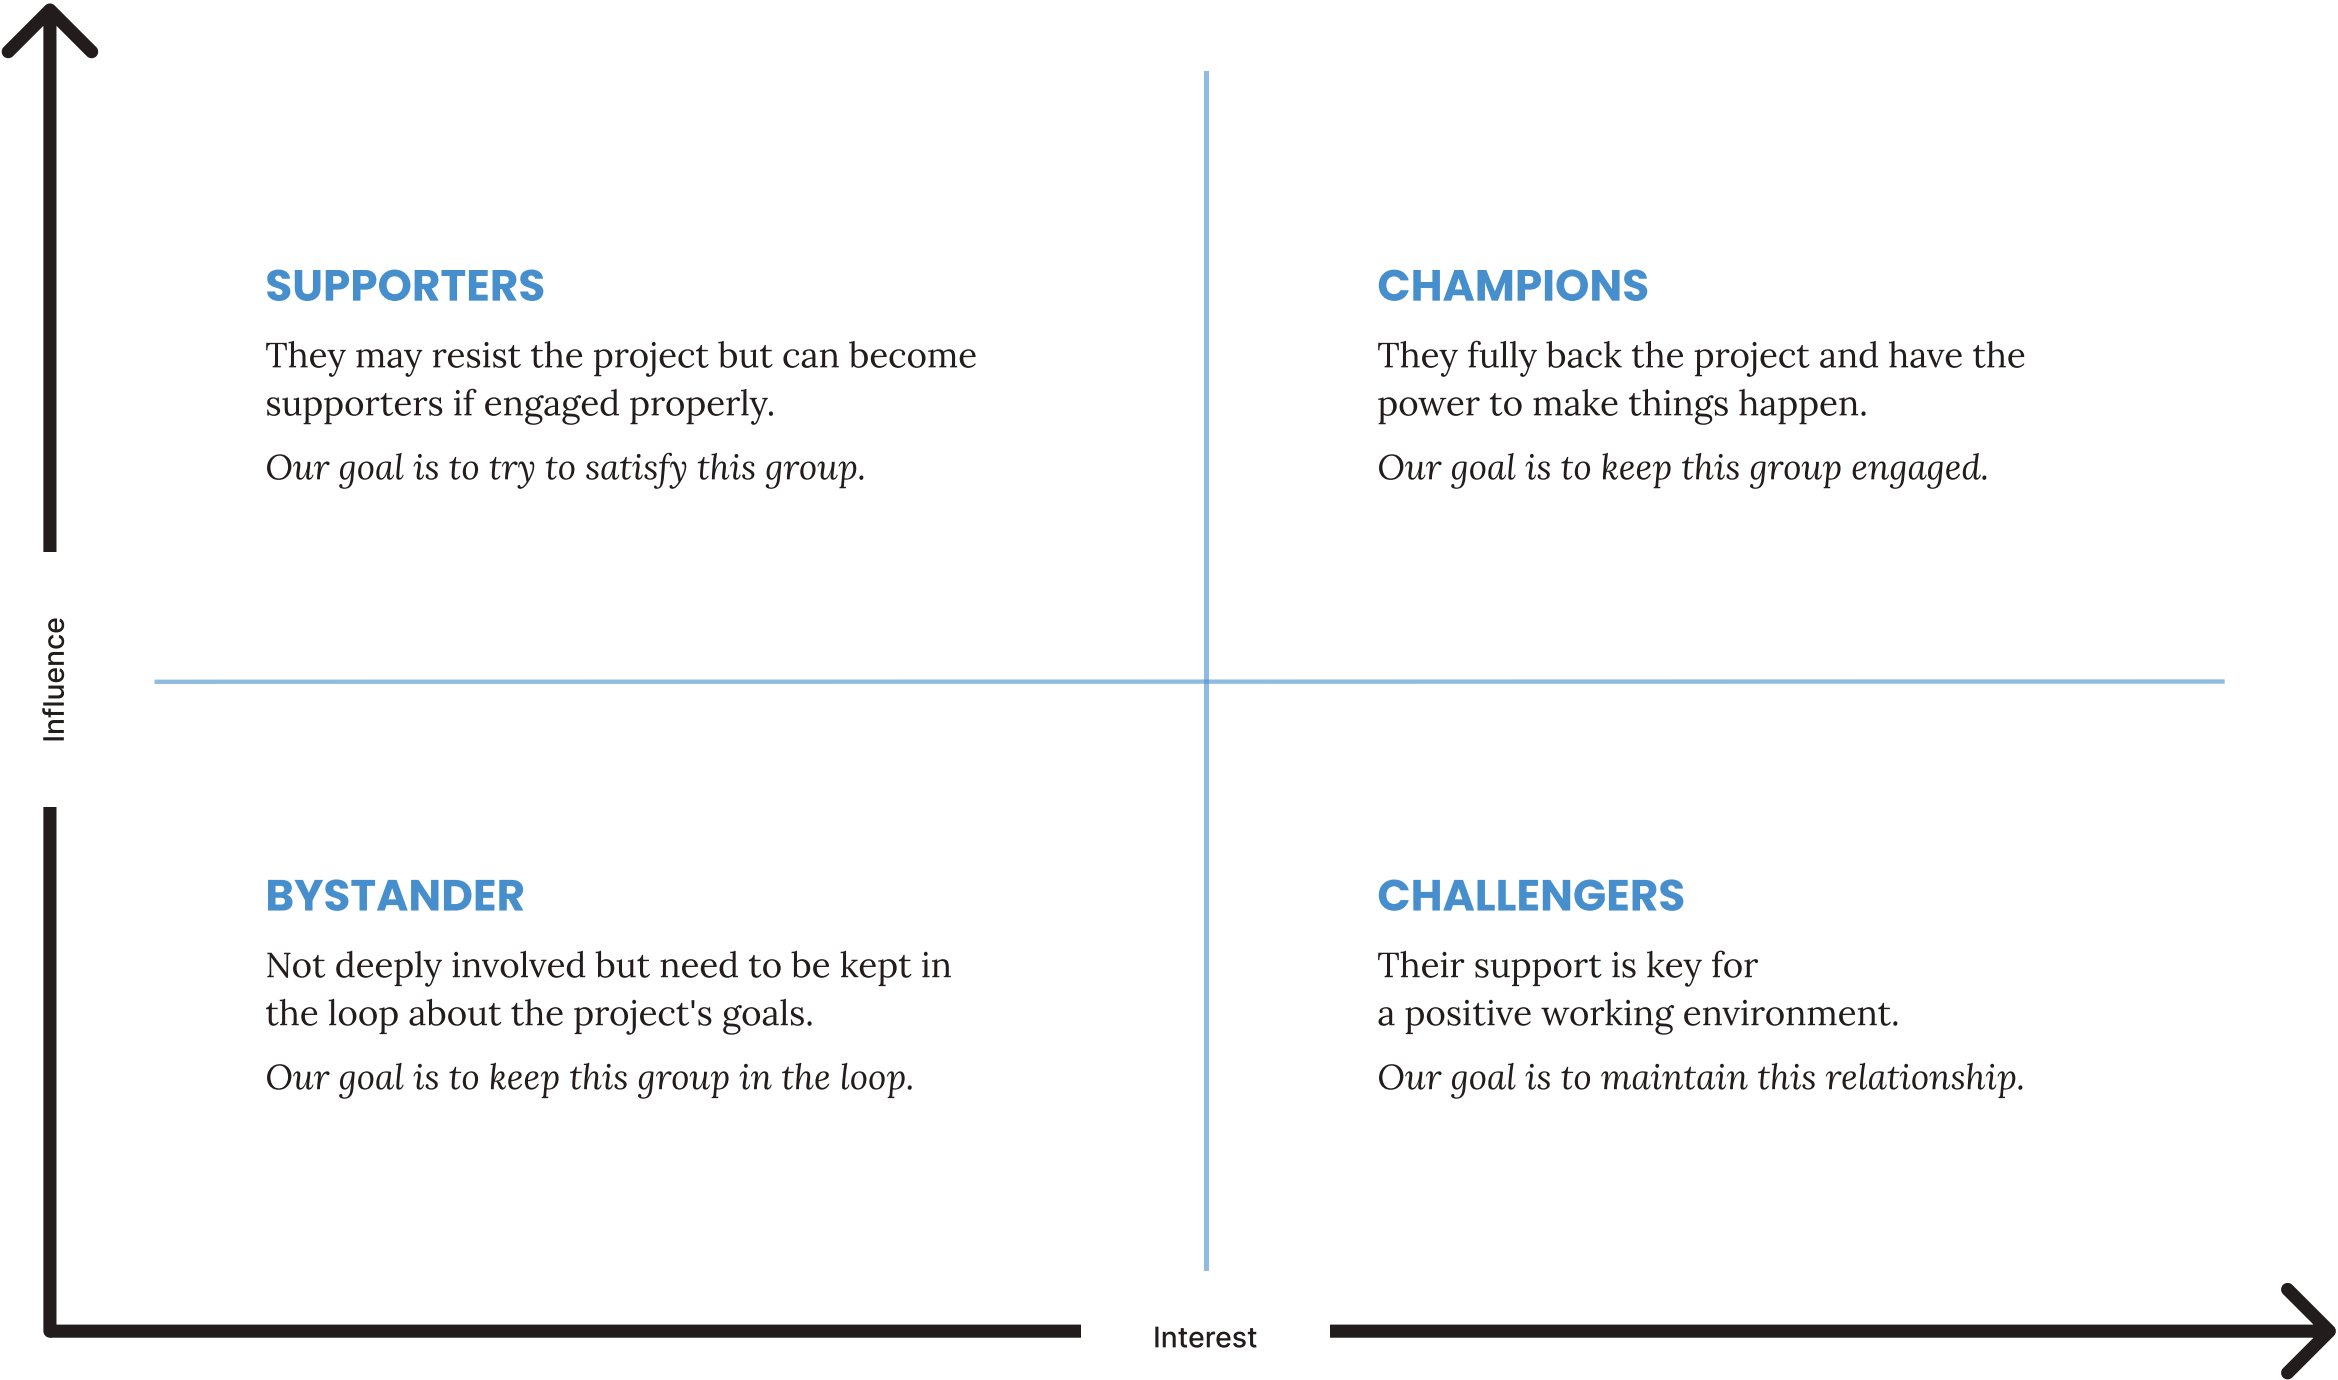 SUPPORTERS
They may resist the project but can become
supporters if engaged properly.
Our goal is to try to satisfy this group.
CHAMPIONS
They fully back the project and have the
power to make things happen.
Our goal is to keep this group engaged.
Influence
BYSTANDER
Not deeply involved but need to be kept in
the loop about the project's goals.
Our goal is to keep this group in the loop.
CHALLENGERS
Their support is key for
a positive working environment.
Our goal is to maintain this relationship.
Interest